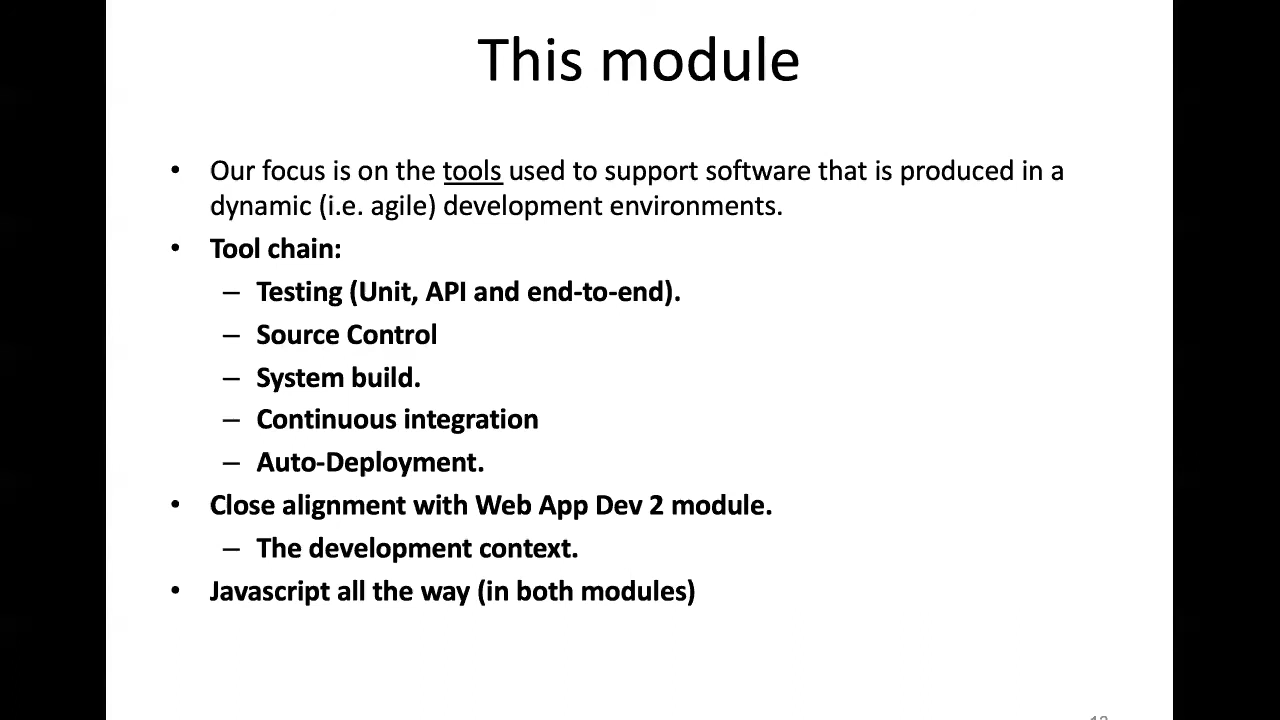 This module
• Our focus is on the tools used to support software that is produced in a
dynamic (i.e. agile) development environments.
• Tool chain:
– Testing (Unit, API and end-to-end).
– Source Control
– System build.
– Continuous integration
– Auto-Deployment.
• Close alignment with Web App Dev 2 module.
– The development context.
• Javascript all the way (in both modules)